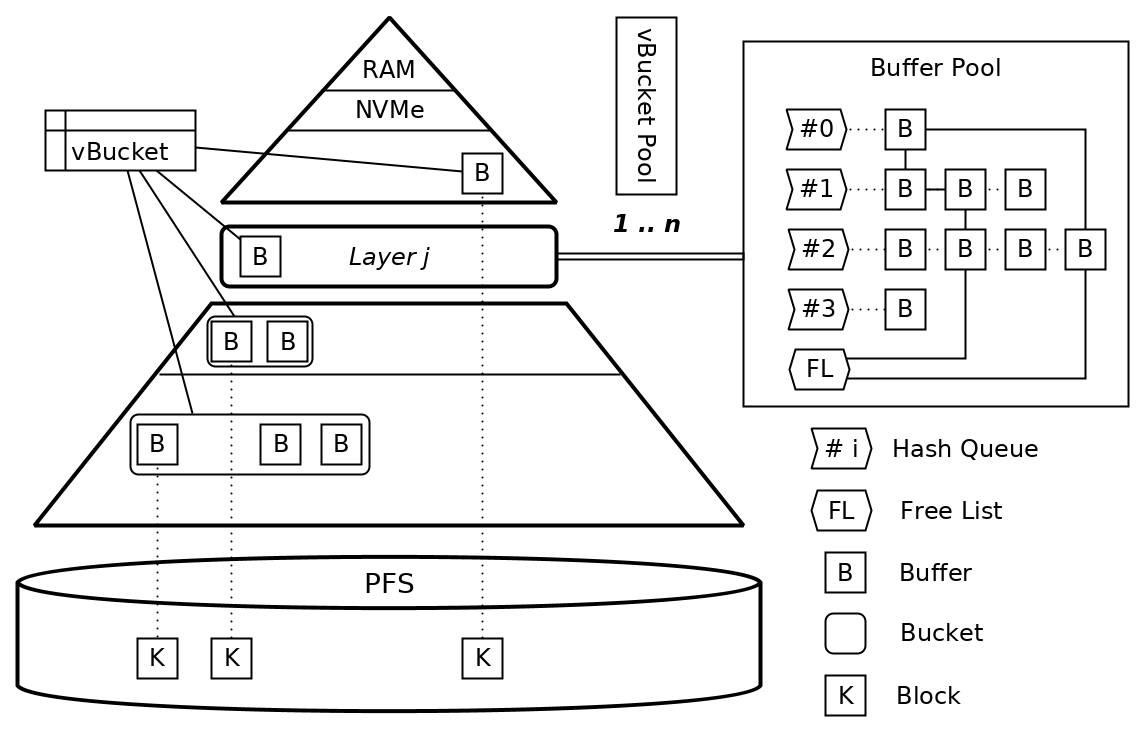 RAM
NVMe
vBucket
B
B
Layer j
B B
B B B
PFS
K K K
vBucket Pool
1 .. n
Buffer Pool
#0 B
#1 B B B
#2 B B B B
#3 B
FL
# i Hash Queue
FL Free List
B Buffer
Bucket
K Block